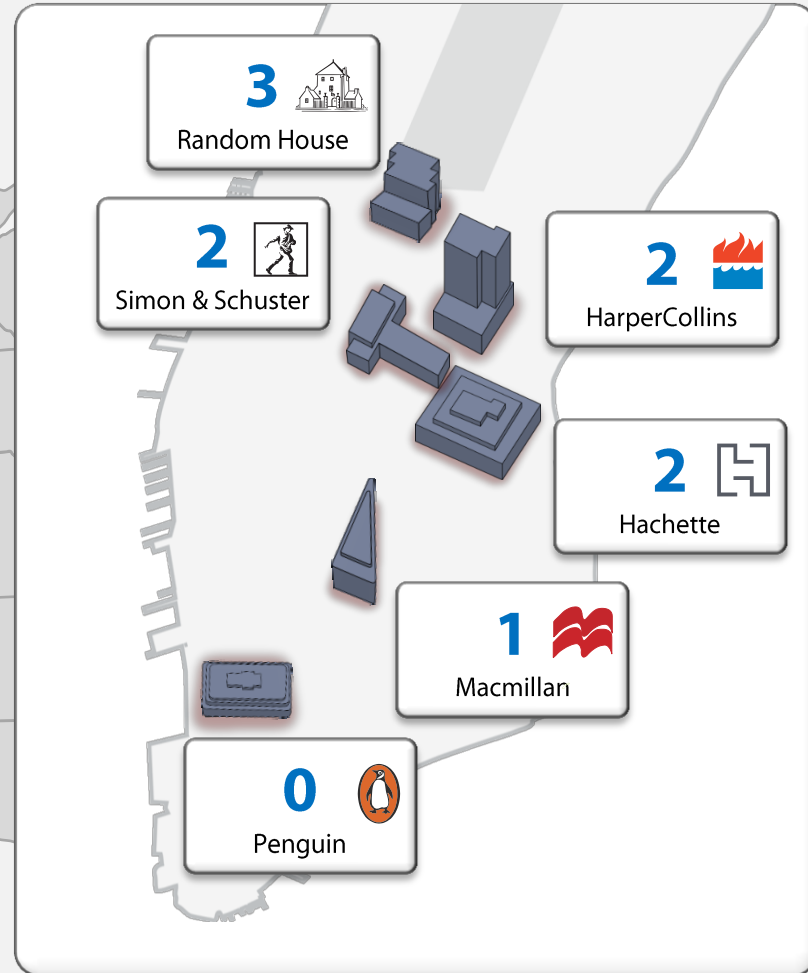 3
Random House
2
Simon & Schuster
2
HarperCollins
2
Hachette
1
Macmillan
0
Penguin